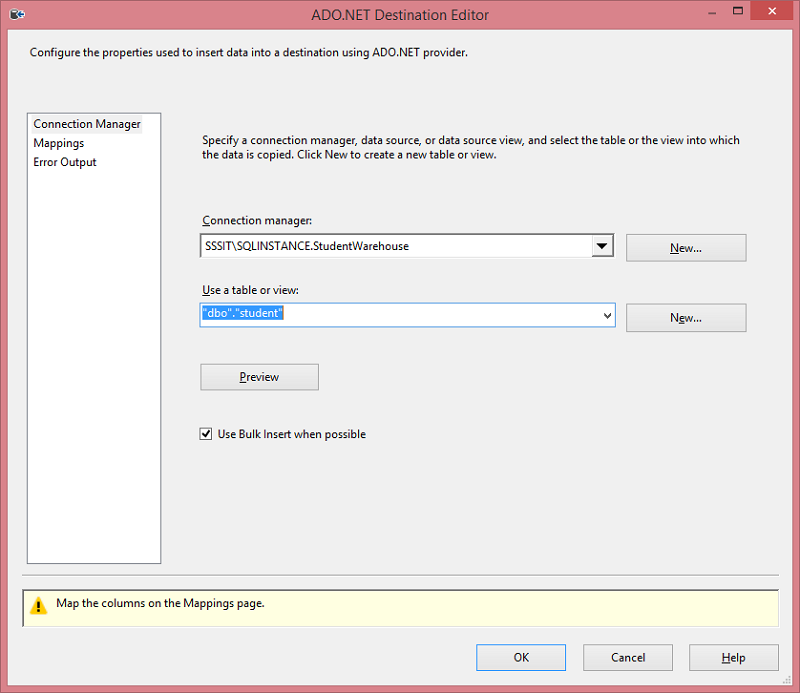 ADO.NET Destination Editor
Configure the properties used to insert data into a destination using ADO.NET provider.
Connection Manager
Mappings
Error Output
Specify a connection manager, data source, or data source view, and select the table or the view into which
the data is copied. Click New to create a new table or view.
Connection manager:
SSSIT\SQLINSTANCE.StudentWarehouse
New...
Use a table or view:
"dbo"."student"
New...
Preview
Use Bulk Insert when possible
Map the columns on the Mappings page.
OK
Cancel
Help